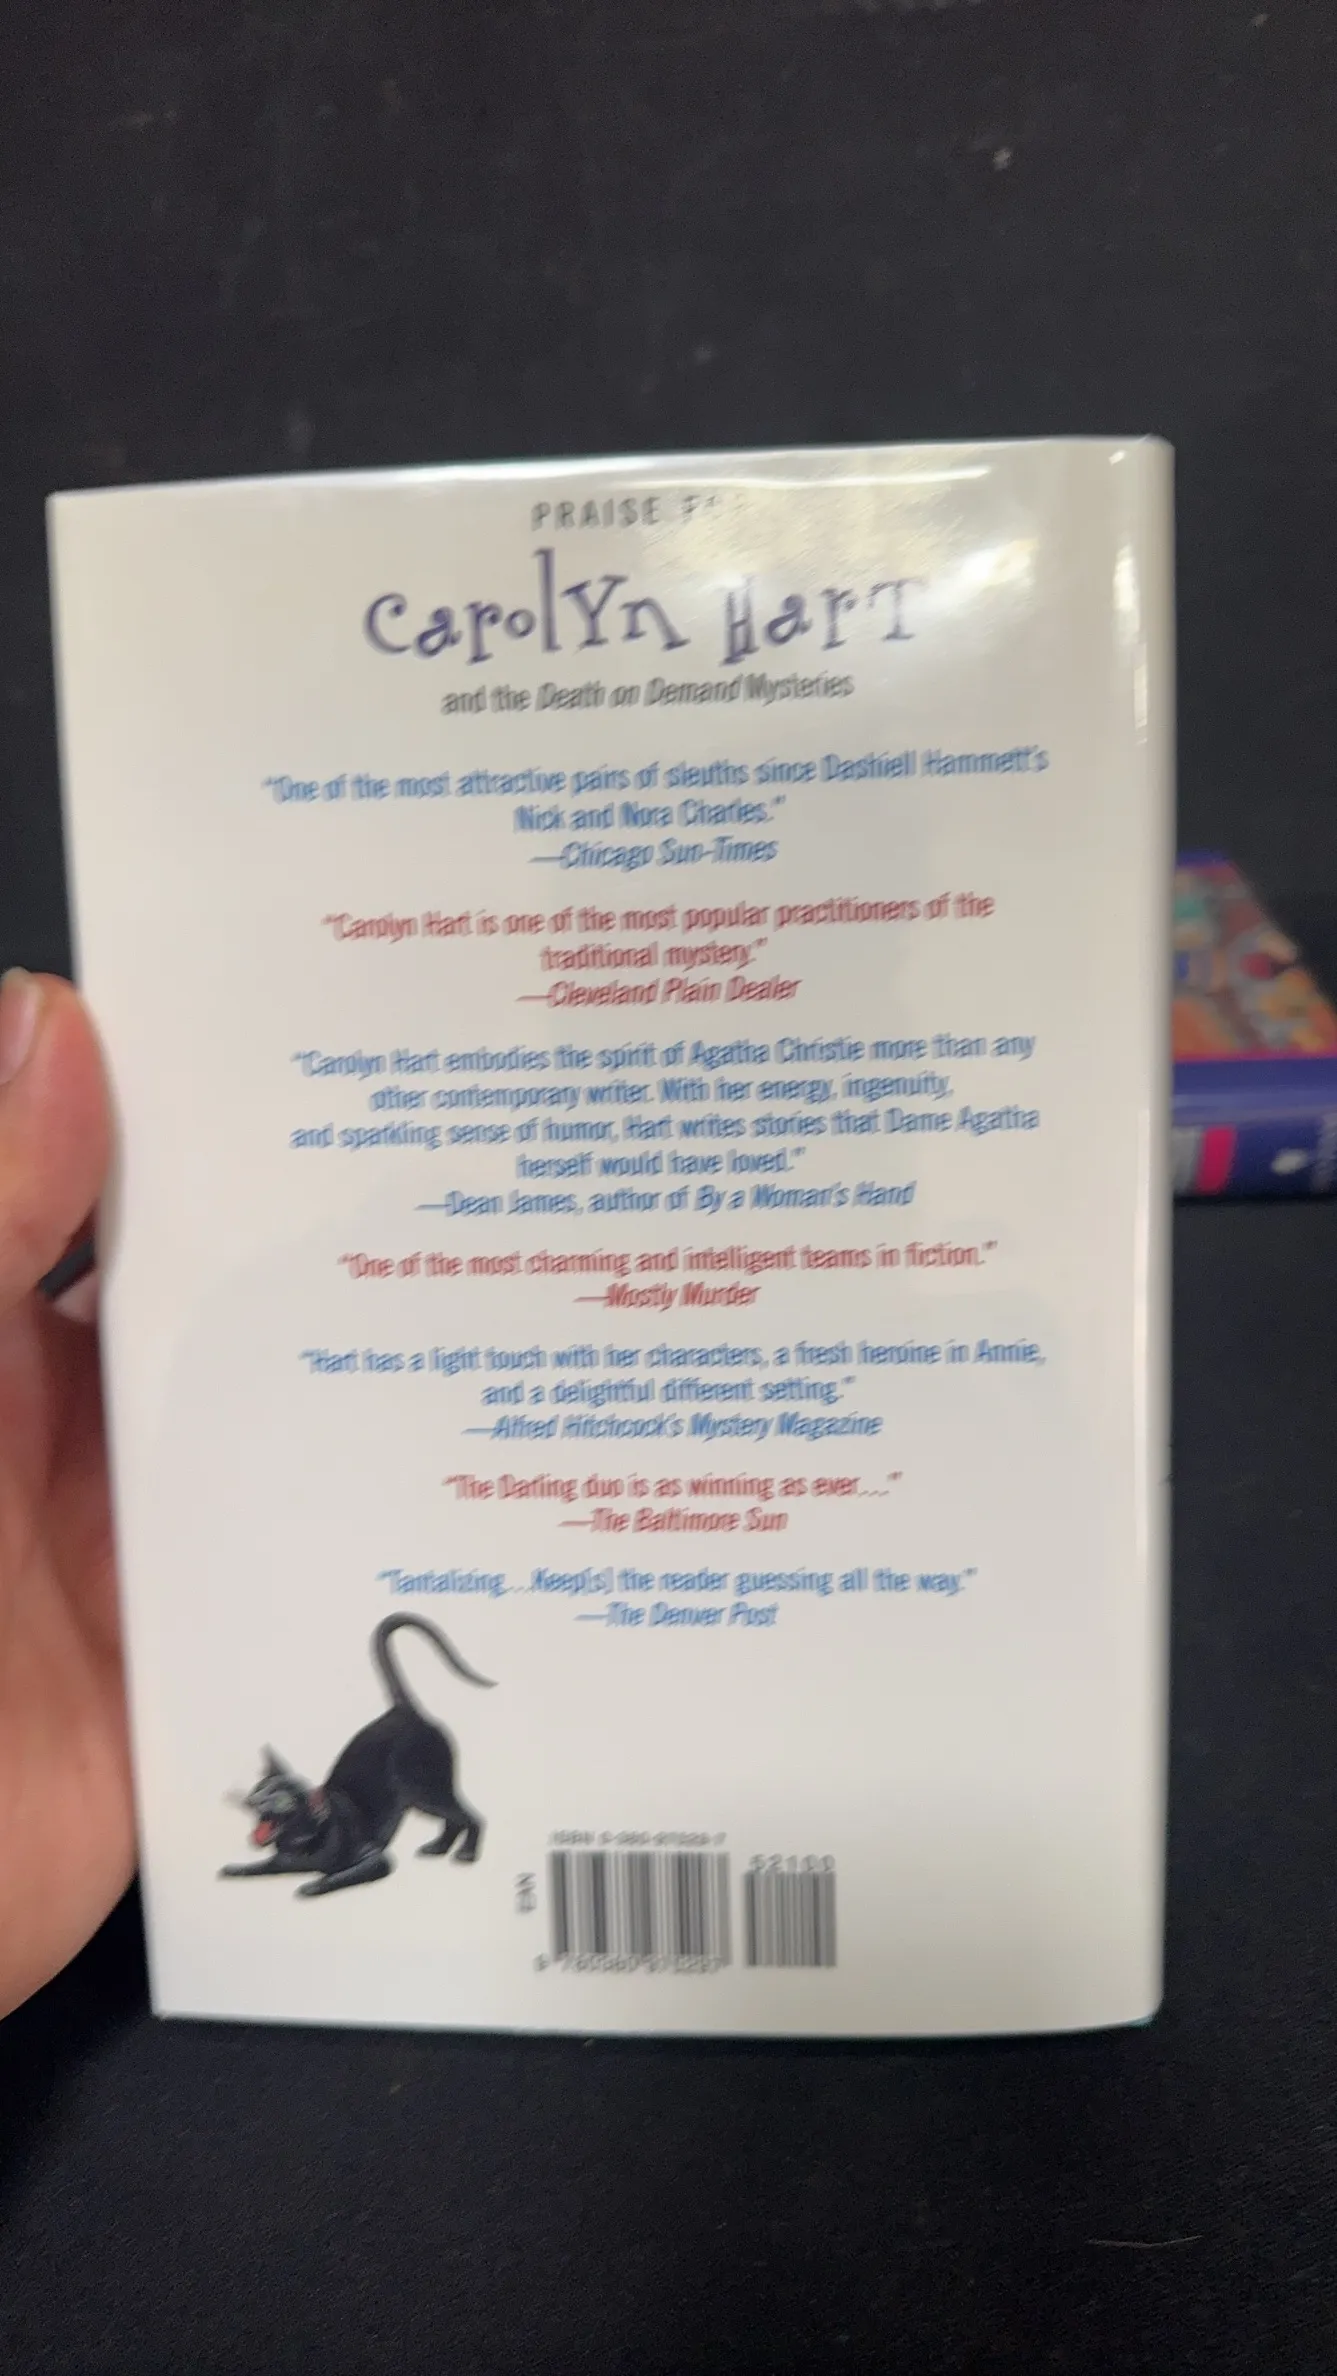 PRAISE
Carolyn Hart
and the Death on Demand Mysteries
"One of the most attractive pairs of sleuths since Dashiell Hammett's
Nick and Nora Charles."
—Chicago Sun-Times
"Carolyn Hart is one of the most popular practitioners of the
traditional mystery."
—Cleveland Plain Dealer
"Carolyn Hart embodies the spirit of Agatha Christie more than any
other contemporary writer. With her energy, ingenuity,
and sparkling sense of humor, Hart writes stories that Dame Agatha
herself would have loved."
—Dean James, author of By a Woman's Hand
"One of the most charming and intelligent teams in fiction."
—Mostly Murder
"Hart has a light touch with her characters, a fresh heroine in Annie,
and a delightful different setting."
—Alfred Hitchcock's Mystery Magazine
"The Darling duo is as winning as ever..."
—The Baltimore Sun
"Tantalizing...Keep[s] the reader guessing all the way."
—The Denver Post
ISBN
52100
EAN